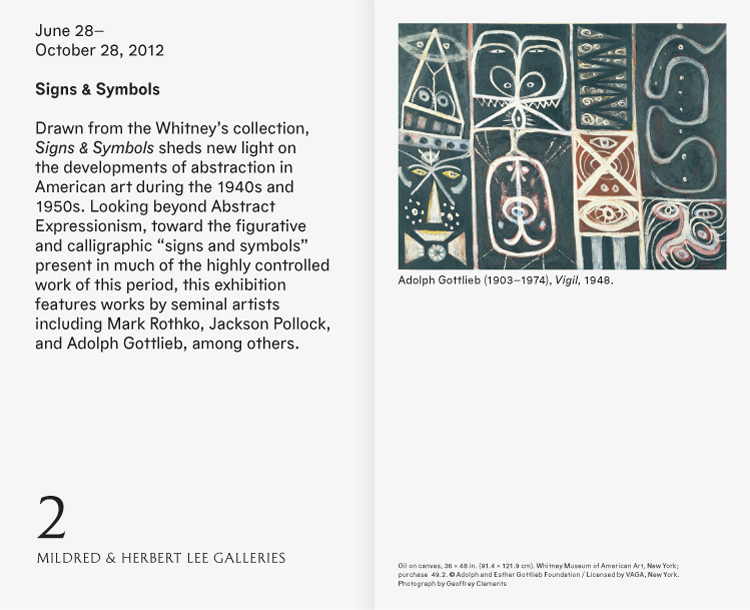 June 28–
October 28, 2012
Signs & Symbols
Drawn from the Whitney’s collection,
Signs & Symbols sheds new light on
the developments of abstraction in
American art during the 1940s and
1950s. Looking beyond Abstract
Expressionism, toward the figurative
and calligraphic “signs and symbols”
present in much of the highly controlled
work of this period, this exhibition
features works by seminal artists
including Mark Rothko, Jackson Pollock,
and Adolph Gottlieb, among others.
2
MILDRED & HERBERT LEE GALLERIES
Adolph Gottlieb (1903–1974), Vigil, 1948.
Oil on canvas, 36 × 48 in. (91.4 × 121.9 cm). Whitney Museum of American Art, New York;
purchase 49.2. © Adolph and Esther Gottlieb Foundation / Licensed by VAGA, New York.
Photograph by Geoffrey Clements